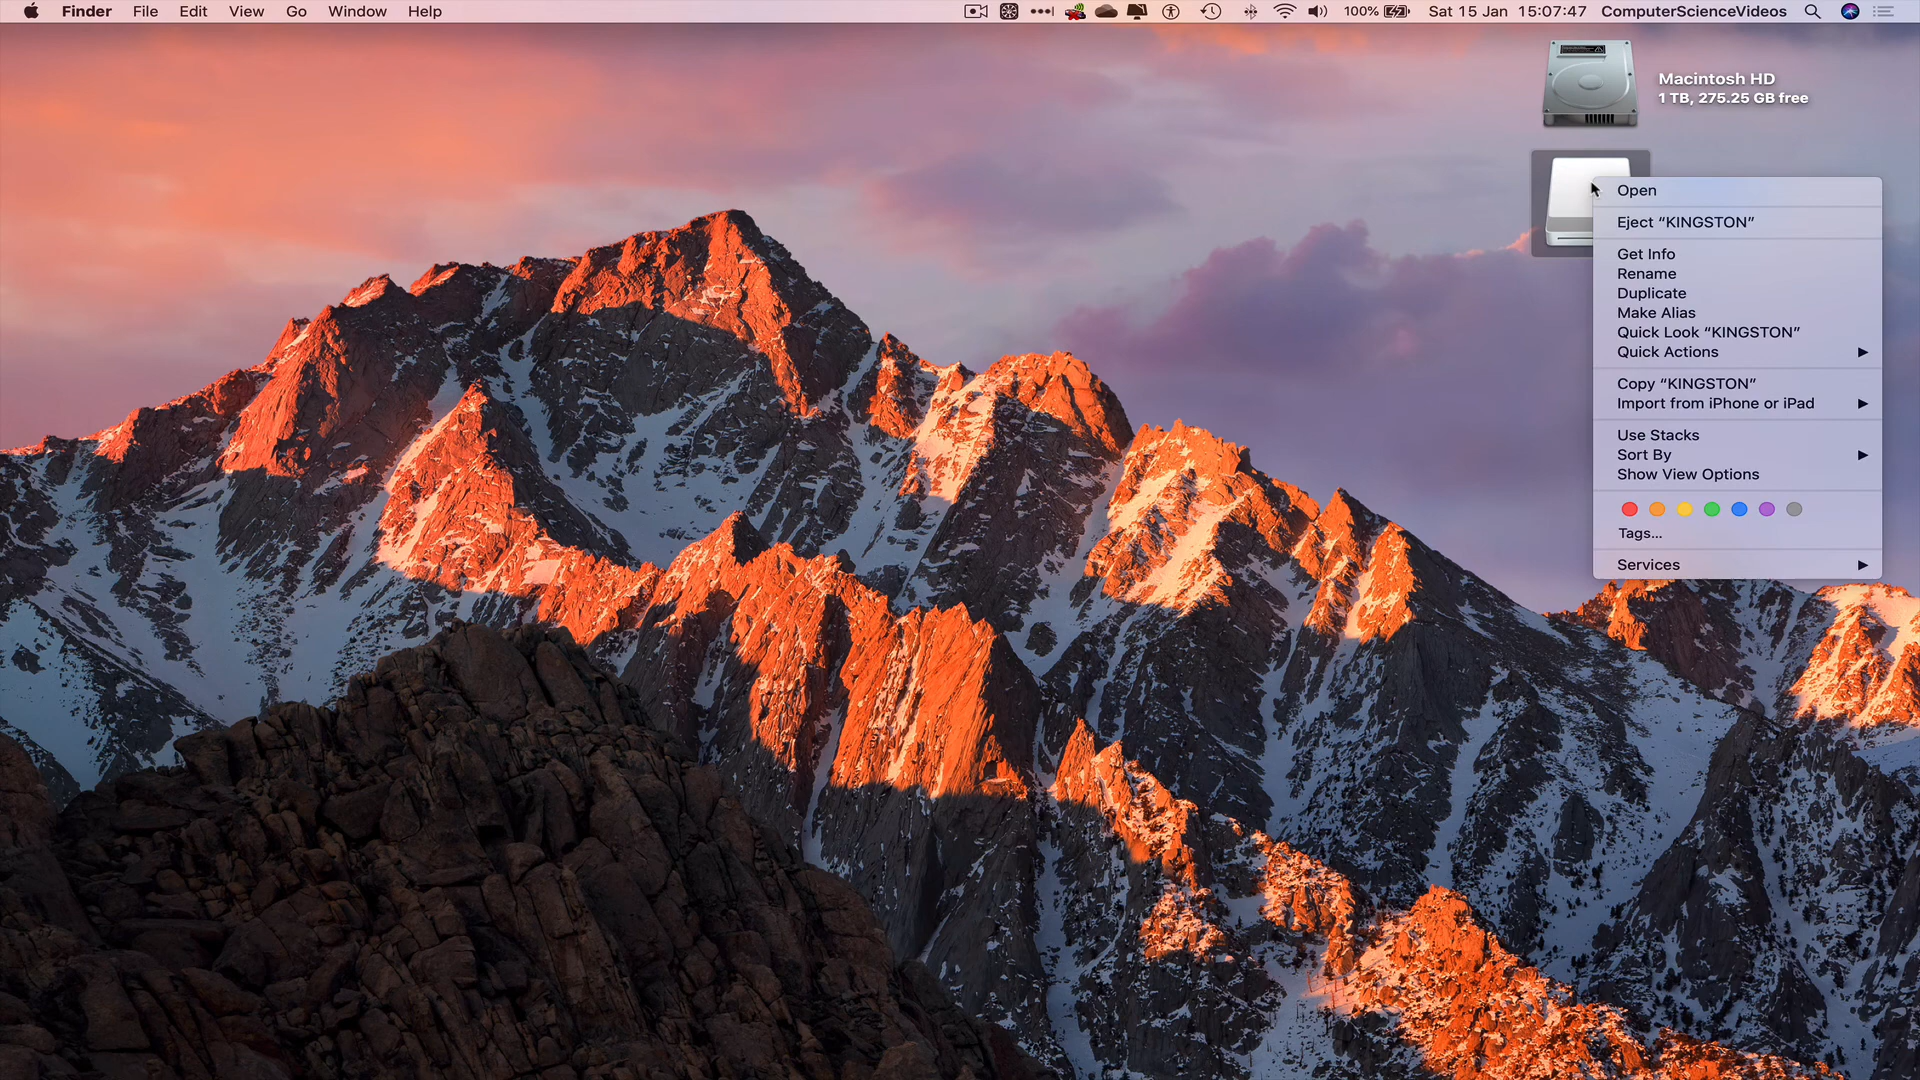 Finder File Edit View Go Window Help 100% Sat 15 Jan 15:07:47 ComputerScienceVideos
Macintosh HD
1 TB, 275.25 GB free
Open
Eject “KINGSTON”
Get Info
Rename
Duplicate
Make Alias
Quick Look “KINGSTON”
Quick Actions
Copy “KINGSTON”
Import from iPhone or iPad
Use Stacks
Sort By
Show View Options
Tags...
Services